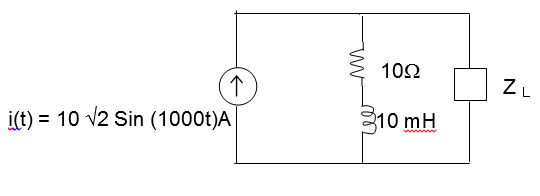 10Ω
Z L
i(t) = 10 √2 Sin (1000t)A
10 mH